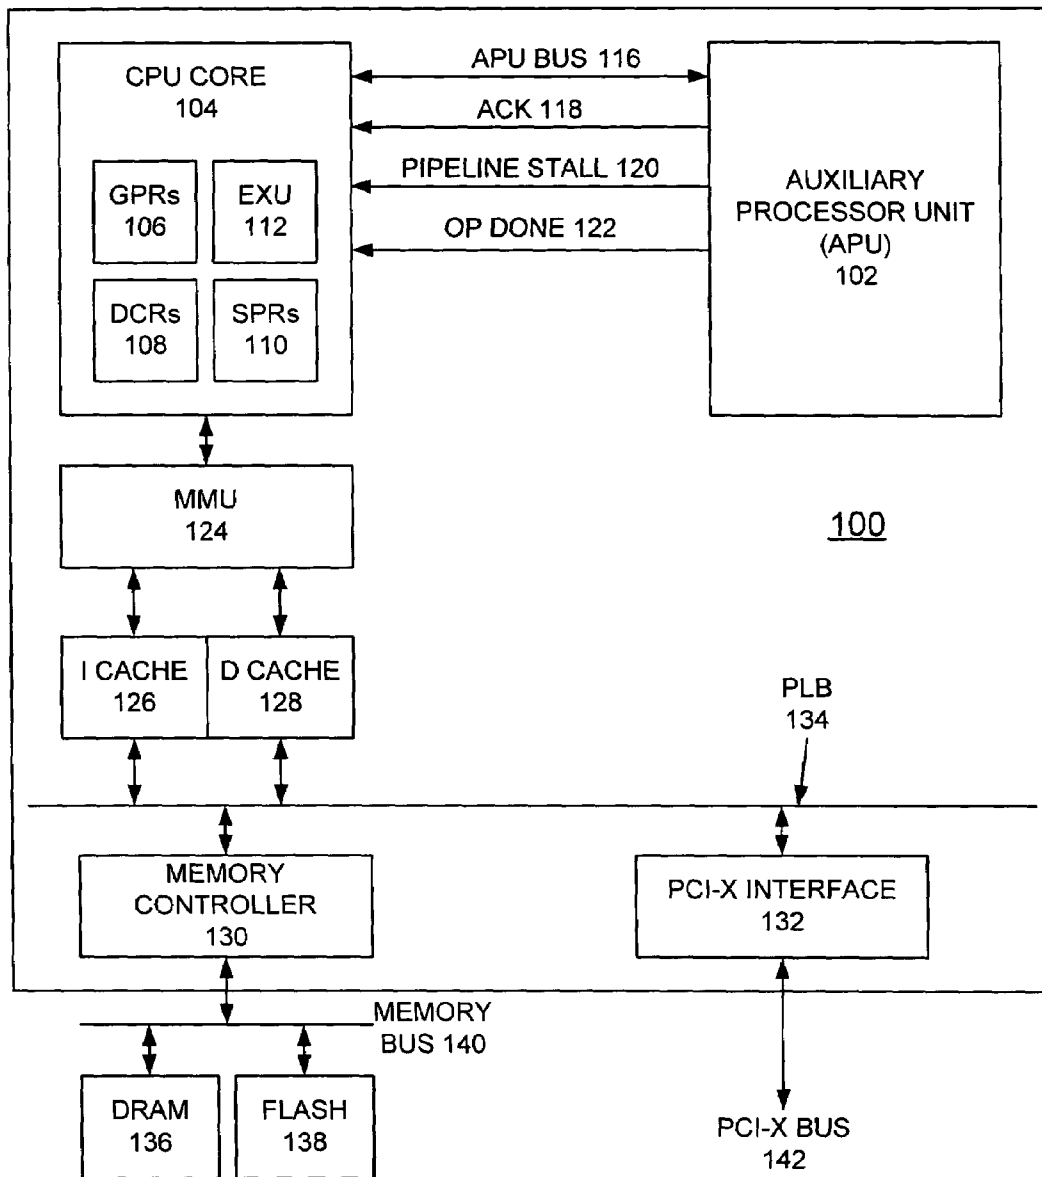 CPU CORE
104
GPRs
106
EXU
112
DCRs
108
SPRs
110
APU BUS 116
ACK 118
PIPELINE STALL 120
OP DONE 122
AUXILIARY
PROCESSOR UNIT
(APU)
102
MMU
124
100
I CACHE
126
D CACHE
128
PLB
134
MEMORY
CONTROLLER
130
PCI-X INTERFACE
132
MEMORY
BUS 140
DRAM
136
FLASH
138
PCI-X BUS
142